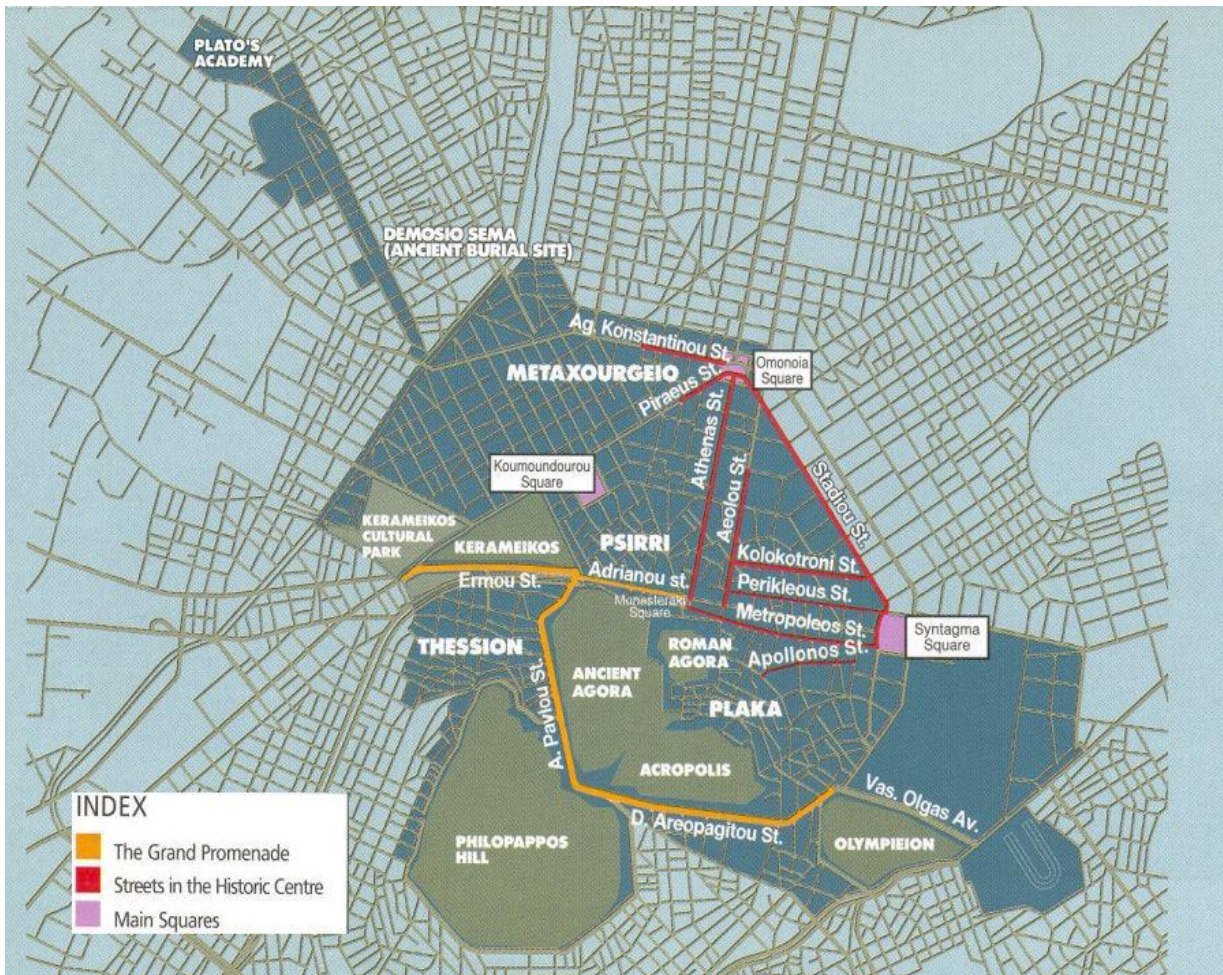 PLATO'S
ACADEMY
DEMOSIO SEMA
(ANCIENT BURIAL SITE)
Ag. Konstantinou St.
Omonoia
Square
METAXOURGEIO
Piraeus St.
Athenas St.
Aeolou St.
Stadiou St.
Koumoundourou
Square
KERAMEIKOS
CULTURAL
PARK
KERAMEIKOS
PSIRRI
Kolokotroni St.
Ermou St.
Adrianou st.
Perikleous St.
Monasteraki
Square
Metropoleos St.
Syntagma
Square
THESSION
ROMAN
AGORA
Apollonos St.
ANCIENT
AGORA
A. Pavlou St.
PLAKA
ACROPOLIS
Vas. Olgas Av.
D. Areopagitou St.
PHILOPAPPOS
HILL
OLYMPIEION
INDEX
The Grand Promenade
Streets in the Historic Centre
Main Squares